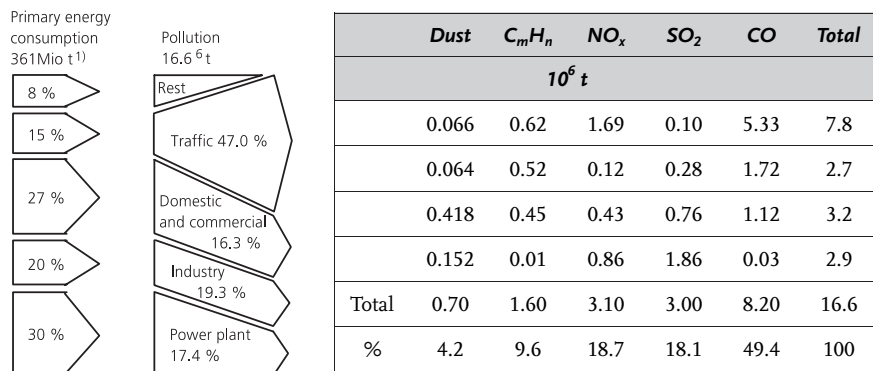 Primary energy
consumption
361Mio t 1)
8 %
15 %
27 %
20 %
30 %
Pollution
16.6 6 t
Rest
Traffic 47.0 %
Domestic
and commercial
16.3 %
Industry
19.3 %
Power plant
17.4 %
Dust CmHn NOx SO2 CO Total
10^6 t
0.066 0.62 1.69 0.10 5.33 7.8
0.064 0.52 0.12 0.28 1.72 2.7
0.418 0.45 0.43 0.76 1.12 3.2
0.152 0.01 0.86 1.86 0.03 2.9
Total 0.70 1.60 3.10 3.00 8.20 16.6
% 4.2 9.6 18.7 18.1 49.4 100